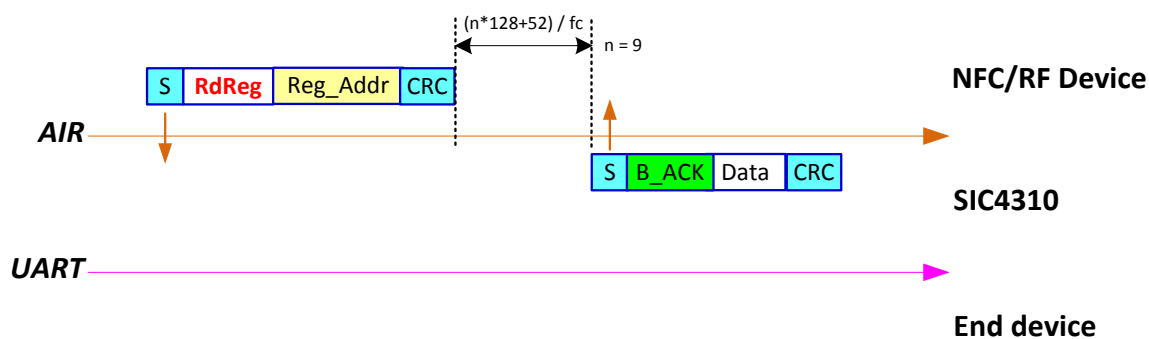 (n*128+52) / fc
n = 9
S RdReg Reg_Addr CRC
NFC/RF Device
AIR
S B_ACK Data CRC
SIC4310
UART
End device